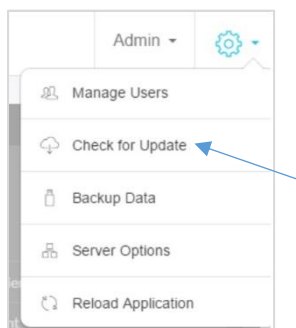 Admin
Manage Users
Check for Update
Backup Data
Server Options
Reload Application